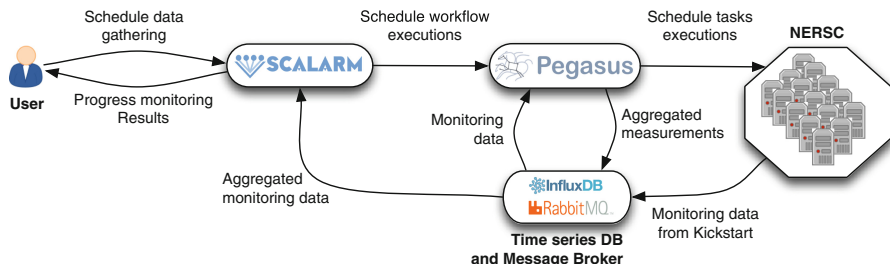 Schedule data
gathering
Schedule workflow
executions
Schedule tasks
executions
NERSC
SCALARM
Pegasus
User
Progress monitoring
Results
Monitoring
data
Aggregated
measurements
Aggregated
monitoring data
InfluxDB
RabbitMQ
Monitoring data
from Kickstart
Time series DB
and Message Broker